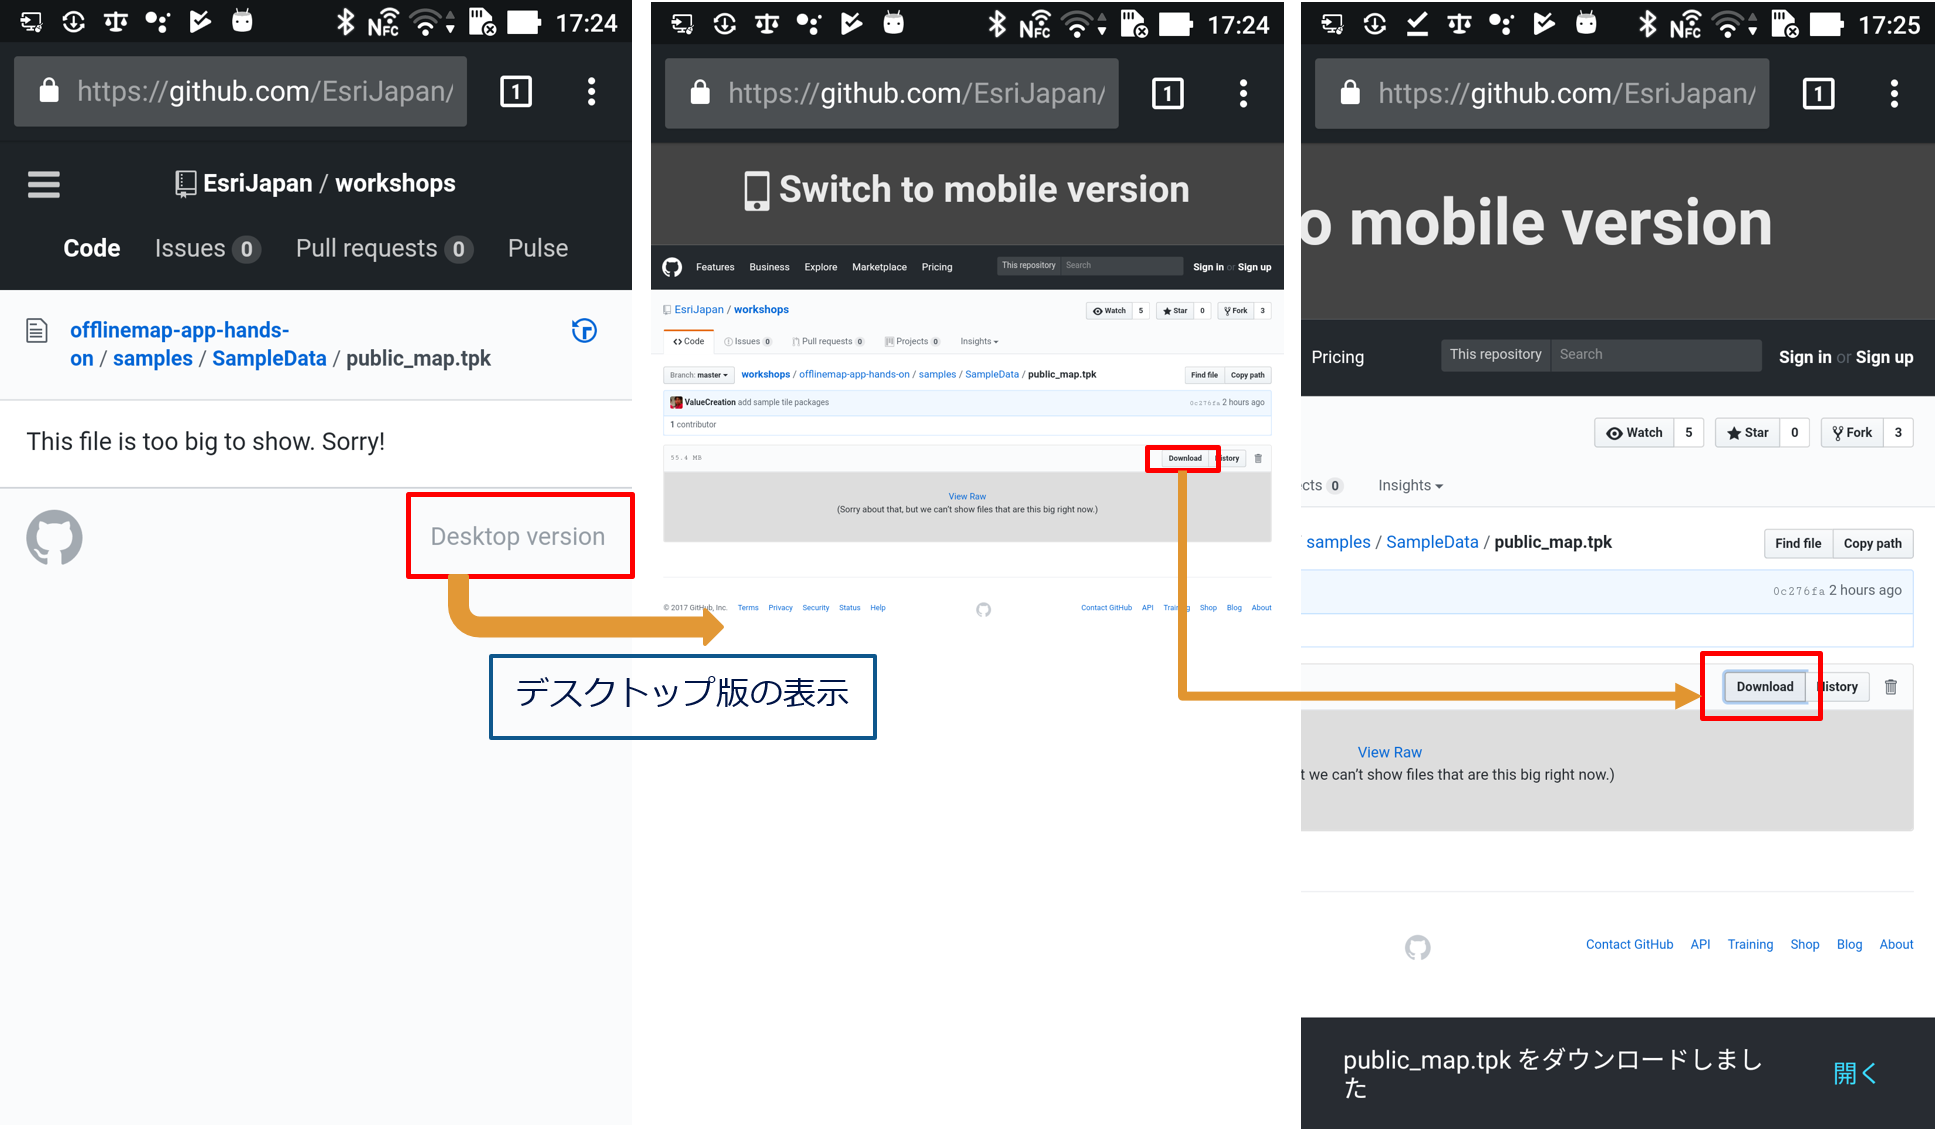 17:24
https://github.com/EsriJapan/
1
EsriJapan / workshops
Code Issues 0 Pull requests 0 Pulse
offlinemap-app-hands-
on / samples / SampleData / public_map.tpk
This file is too big to show. Sorry!
Desktop version
デスクトップ版の表示
NFC
17:24
https://github.com/EsriJapan/
1
Switch to mobile version
Features Business Explore Marketplace Pricing This repository Search Sign in or Sign up
EsriJapan / workshops Watch 5 Star 0 Fork 3
Code Issues 0 Pull requests 0 Projects 0 Insights
Branch: master workshops / offlinemap-app-hands-on / samples / SampleData / public_map.tpk Find file Copy path
ValueCreation add sample tile packages 0c276fa 2 hours ago
1 contributor
55.4 MB Download History
View Raw
(Sorry about that, but we can't show files that are this big right now.)
© 2017 GitHub, Inc. Terms Privacy Security Status Help Contact GitHub API Training Shop Blog About
NFC
17:25
https://github.com/EsriJapan/
1
o mobile version
Pricing This repository Search Sign in or Sign up
Watch 5 Star 0 Fork 3
cts 0 Insights
samples / SampleData / public_map.tpk Find file Copy path
0c276fa 2 hours ago
Download History
View Raw
t we can't show files that are this big right now.)
Contact GitHub API Training Shop Blog About
public_map.tpk をダウンロードしまし
た
開く